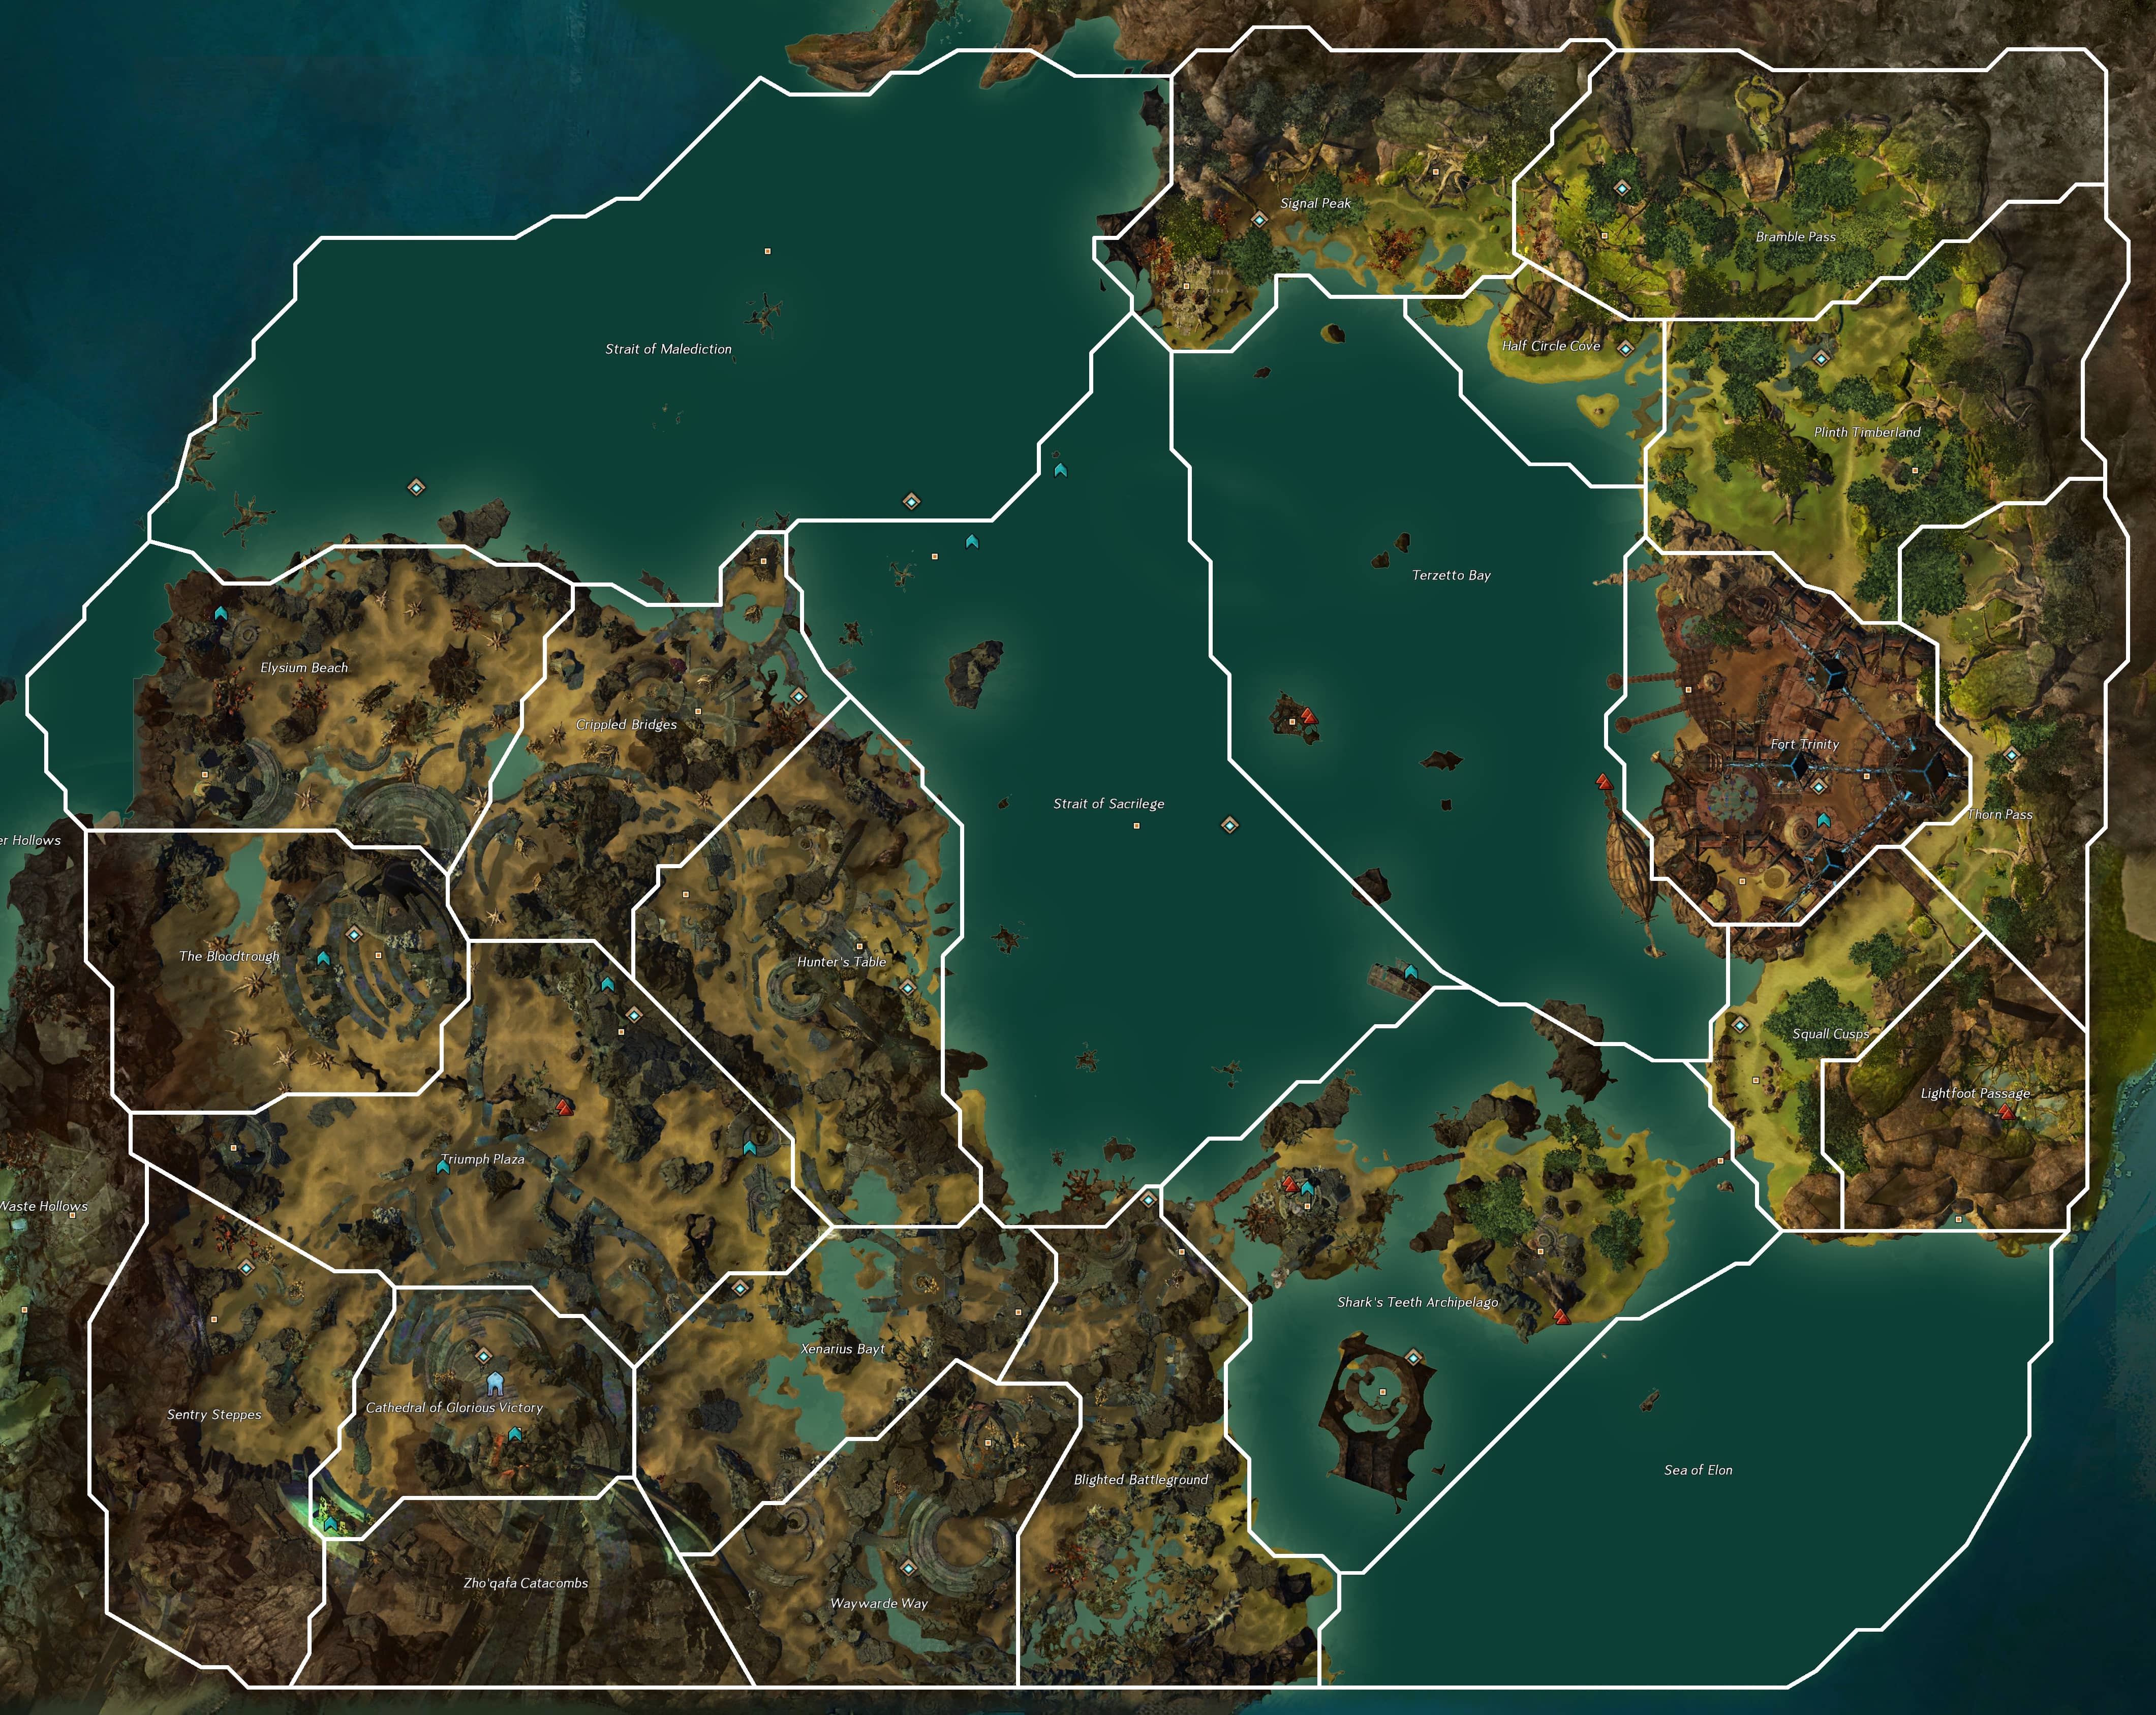 Signal Peak
Bramble Pass
Strait of Malediction
Half Circle Cove
Plinth Timberland
Terzetto Bay
Elysium Beach
Crippled Bridges
Fort Trinity
Strait of Sacrilege
Thorn Pass
er Hollows
The Bloodtrough
Hunter's Table
Squall Cusps
Lightfoot Passage
Triumph Plaza
Waste Hollows
Shark's Teeth Archipelago
Xenarius Bayt
Cathedral of Glorious Victory
Sentry Steppes
Sea of Elon
Blighted Battleground
Zho'qafa Catacombs
Waywarde Way